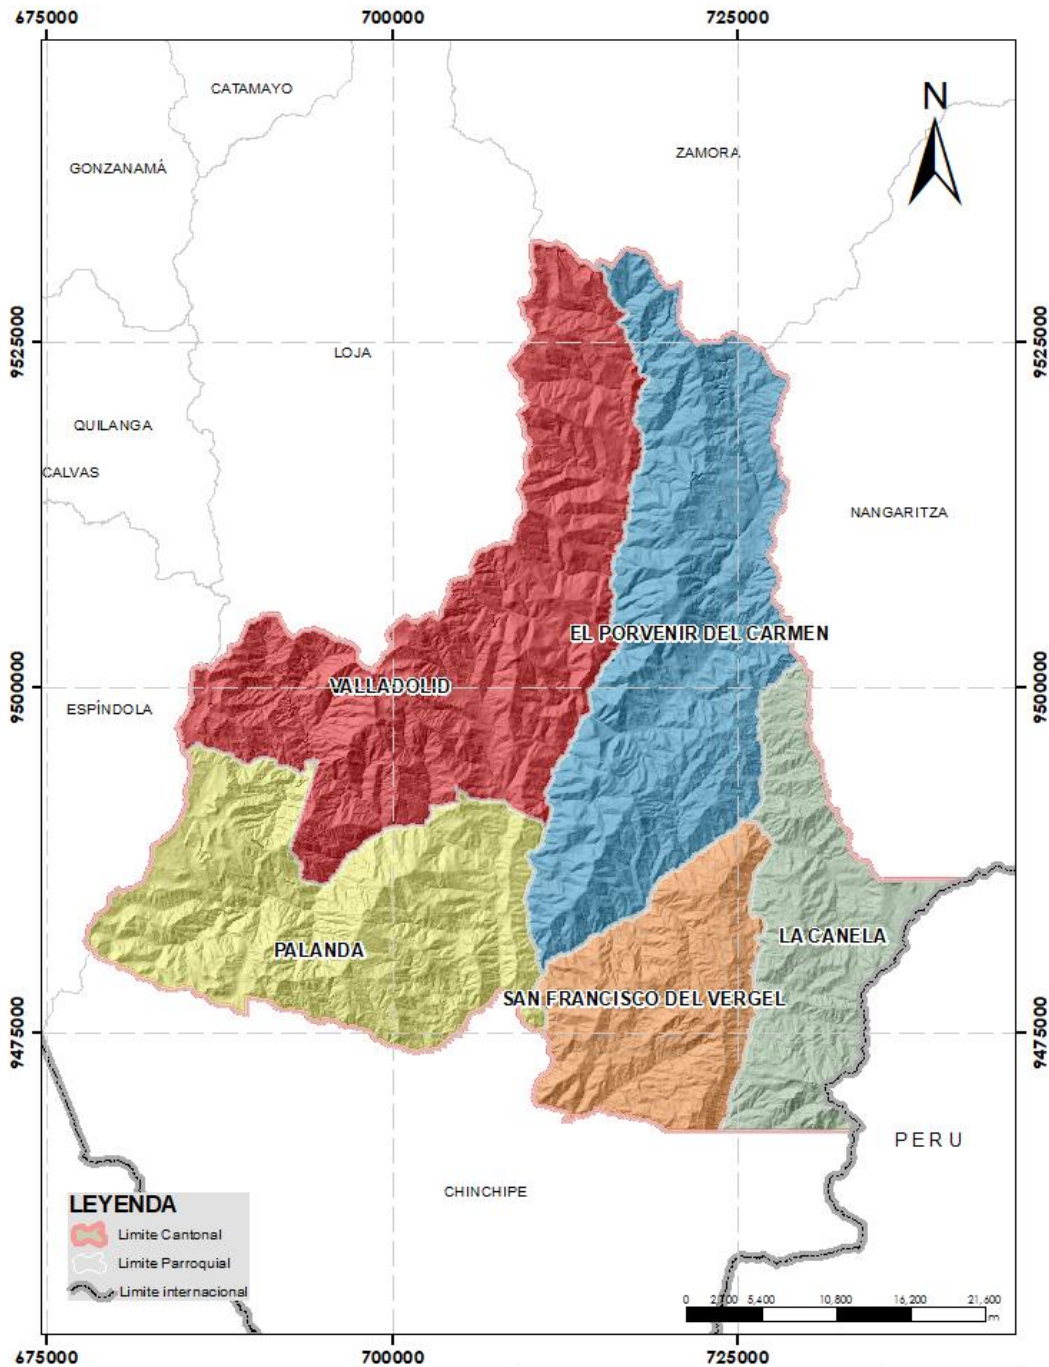 675000 700000 725000
N
CATAMAYO
ZAMORA
GONZANAMÁ
9525000 9525000
LOJA
QUILANGA
CALVAS
NANGARITZA
EL PORVENIR DEL CARMEN
VALLADOLID
9500000 9500000
ESPÍNDOLA
LA CANELA
PALANDA
SAN FRANCISCO DEL VERGEL
9475000 9475000
PERU
CHINCHIPE
LEYENDA
Limite Cantonal
Limite Parroquial
Limite internacional
0 2,700 5,400 10,800 16,200 21,600
m
675000 700000 725000